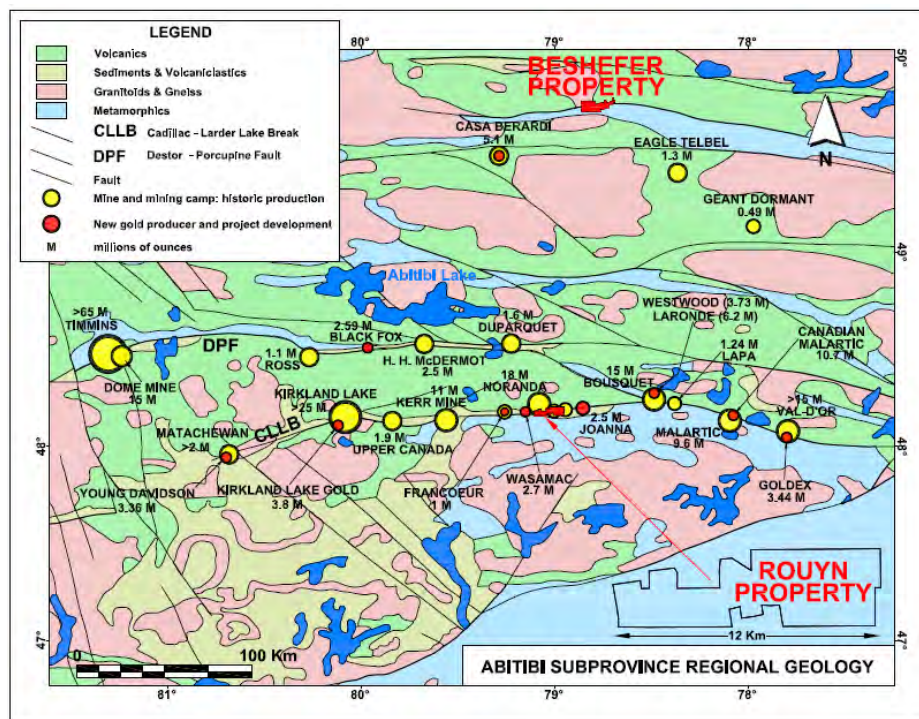 LEGEND
Volcanics
Sediments & Volcaniclastics
Granitoids & Gneiss
Metamorphics
CLLB Cadillac - Larder Lake Break
DPF Destor - Porcupine Fault
Fault
Mine and mining camp: historic production
New gold producer and project development
M millions of ounces
80°
79°
78°
50°
BESHEFER
PROPERTY
CASA BERARDI
5.1 M
EAGLE TELBEL
1.3 M
N
GEANT DORMANT
0.49 M
49°
Abitibi Lake
WESTWOOD (3.73 M)
LARONDE (6.2 M)
>65 M
TIMMINS
2.59 M
BLACK FOX
1.6 M
DUPARQUET
CANADIAN
MALARTIC
10.7 M
1.24 M
LAPA
DPF
1.1 M
ROSS
H. H. McDERMOT
2.5 M
DOME MINE
15 M
KIRKLAND LAKE
>25 M
11 M
KERR MINE
18 M
NORANDA
15 M
BOUSQUET
>15 M
VAL-D'OR
MATACHEWAN
>2 M
CLLB
1.9 M
UPPER CANADA
2.5 M
JOANNA
MALARTIC
9.6 M
48°
48°
YOUNG DAVIDSON
3.36 M
KIRKLAND LAKE GOLD
3.8 M
FRANCOEUR
1 M
WASAMAC
2.7 M
GOLDEX
3.44 M
ROUYN
PROPERTY
12 Km
47°
47°
0 100 Km
ABITIBI SUBPROVINCE REGIONAL GEOLOGY
81°
80°
79°
78°